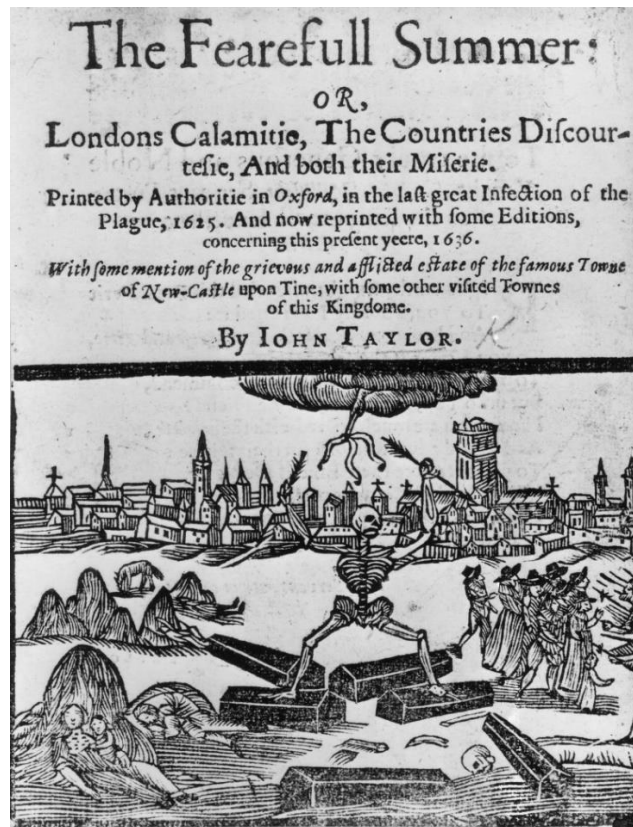 The Fearefull Summer:
OR,
Londons Calamitie, The Countries Discour-
tesie, And both their Miserie.
Printed by Authoritie in Oxford, in the last great Infection of the
Plague, 1625. And now reprinted with some Editions,
concerning this present yeere, 1636.
With some mention of the grievous and afflicted estate of the famous Towne
of New-Castle upon Tine, with some other visited Townes
of this Kingdome.
By IOHN TAYLOR.